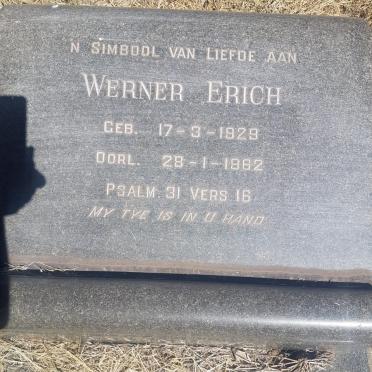 N SIMBOOL VAN LIEFDE AAN
WERNER ERICH
GEB. 17-3-1929
OORL. 29-1-1962
PSALM 31 VERS 16
MY TYE IS IN U HAND